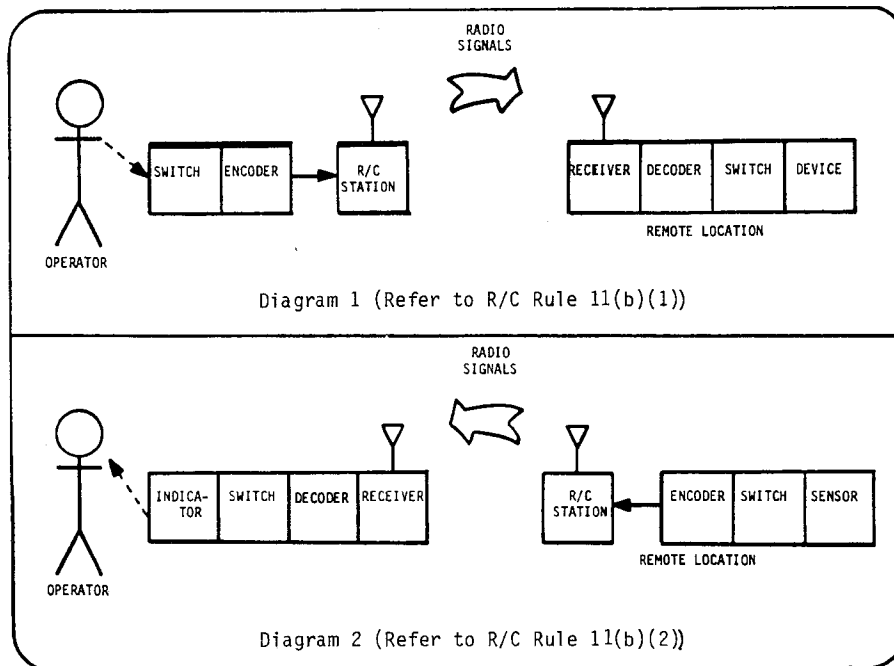 RADIO
SIGNALS
SWITCH ENCODER
R/C
STATION
RECEIVER DECODER SWITCH DEVICE
REMOTE LOCATION
OPERATOR
Diagram 1 (Refer to R/C Rule 11(b)(1))
RADIO
SIGNALS
INDICA-
TOR
SWITCH DECODER RECEIVER
R/C
STATION
ENCODER SWITCH SENSOR
REMOTE LOCATION
OPERATOR
Diagram 2 (Refer to R/C Rule 11(b)(2))